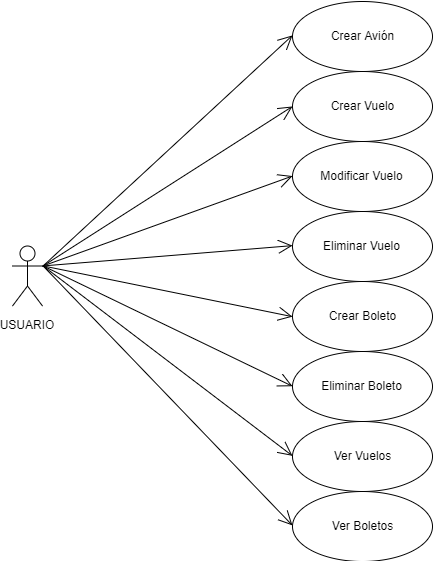 Crear Avión
Crear Vuelo
Modificar Vuelo
Eliminar Vuelo
USUARIO
Crear Boleto
Eliminar Boleto
Ver Vuelos
Ver Boletos